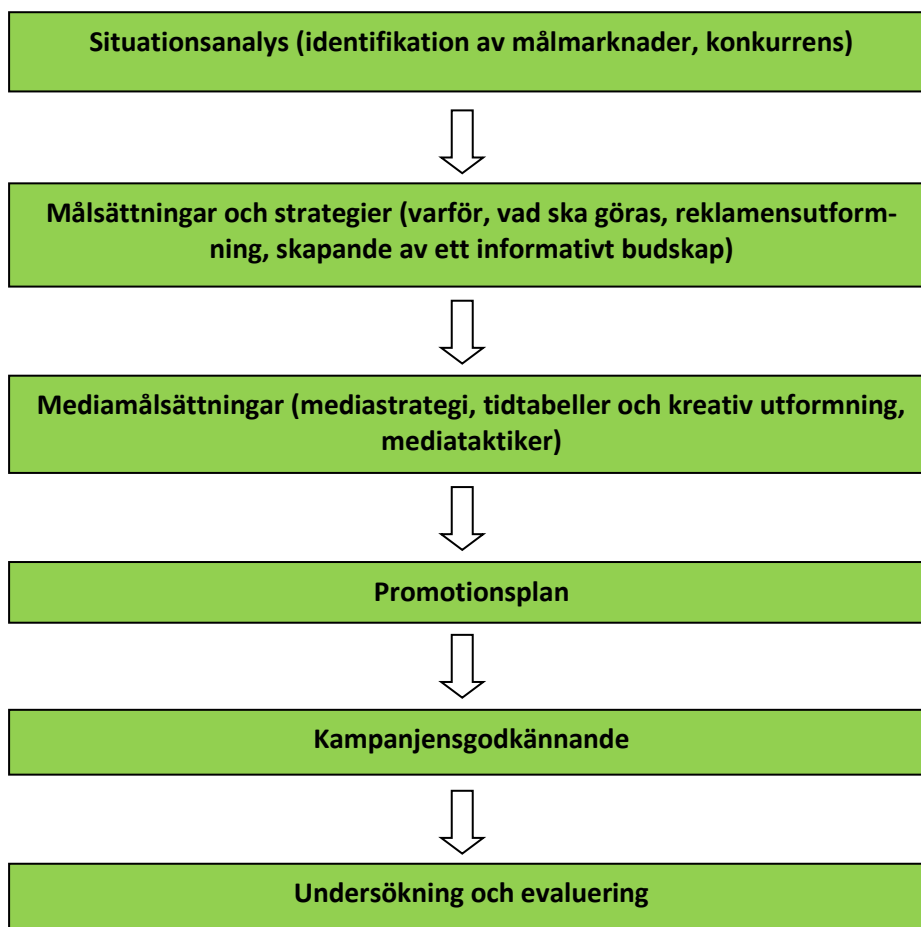 Situationsanalys (identifikation av målmarknader, konkurrens)
Målsättningar och strategier (varför, vad ska göras, reklamensutform-
ning, skapande av ett informativt budskap)
Mediamålsättningar (mediastrategi, tidtabeller och kreativ utformning,
mediataktiker)
Promotionsplan
Kampanjensgodkännande
Undersökning och evaluering